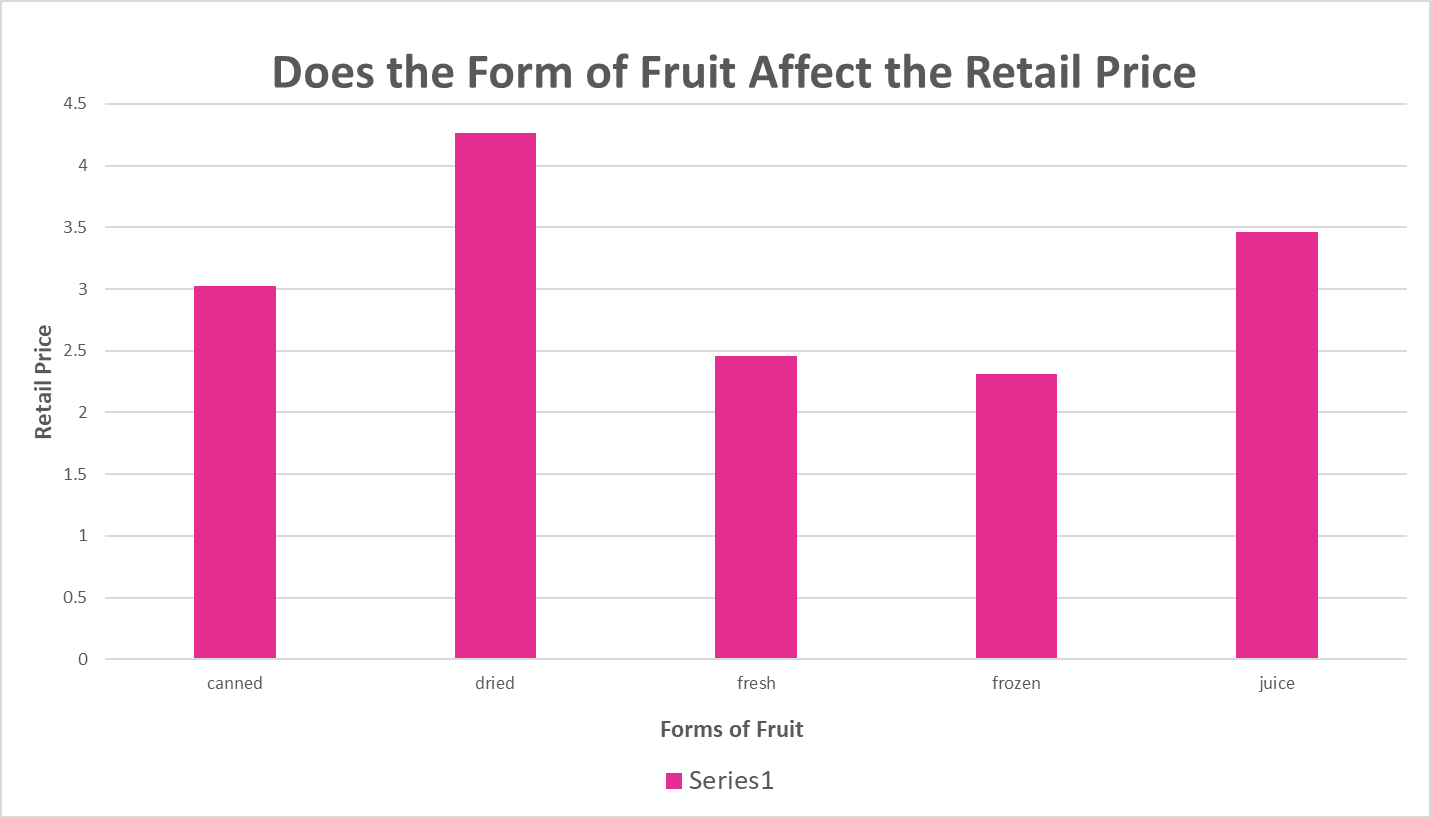 Does the Form of Fruit Affect the Retail Price
4.5
4
3.5
3
2.5
2
1.5
1
0.5
0
Retail Price
canned dried fresh frozen juice
Forms of Fruit
Series1